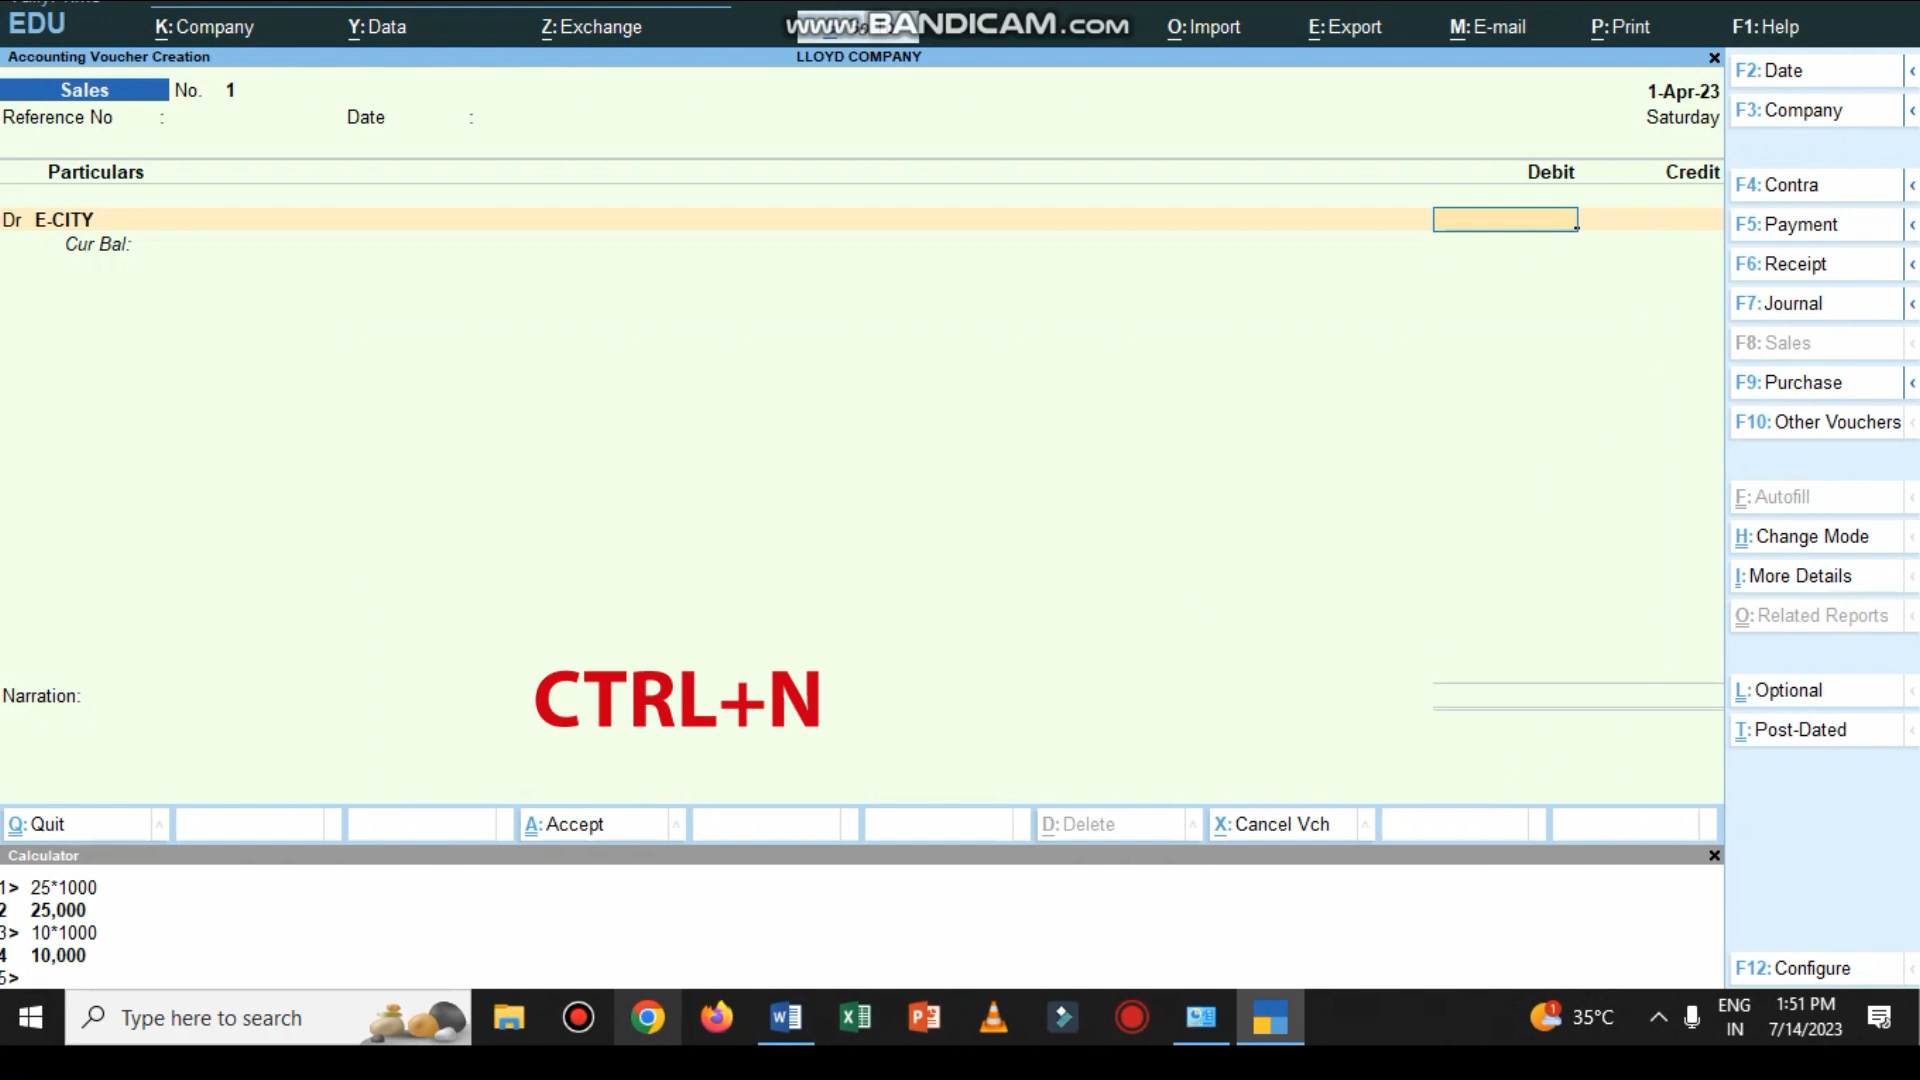 EDU K: Company Y: Data Z: Exchange www.BANDICAM.com O: Import E: Export M: E-mail P: Print F1: Help
Accounting Voucher Creation LLOYD COMPANY x
Sales No. 1 1-Apr-23
Reference No : Date : Saturday
Particulars Debit Credit
Dr E-CITY
Cur Bal:
Narration:
CTRL+N
Q: Quit A: Accept D: Delete X: Cancel Vch
Calculator x
1> 25*1000
2 25,000
3> 10*1000
4 10,000
5>
F2: Date
F3: Company
F4: Contra
F5: Payment
F6: Receipt
F7: Journal
F8: Sales
F9: Purchase
F10: Other Vouchers
F: Autofill
H: Change Mode
I: More Details
O: Related Reports
L: Optional
T: Post-Dated
F12: Configure
Type here to search 1 35°C ENG 1:51 PM
IN 7/14/2023